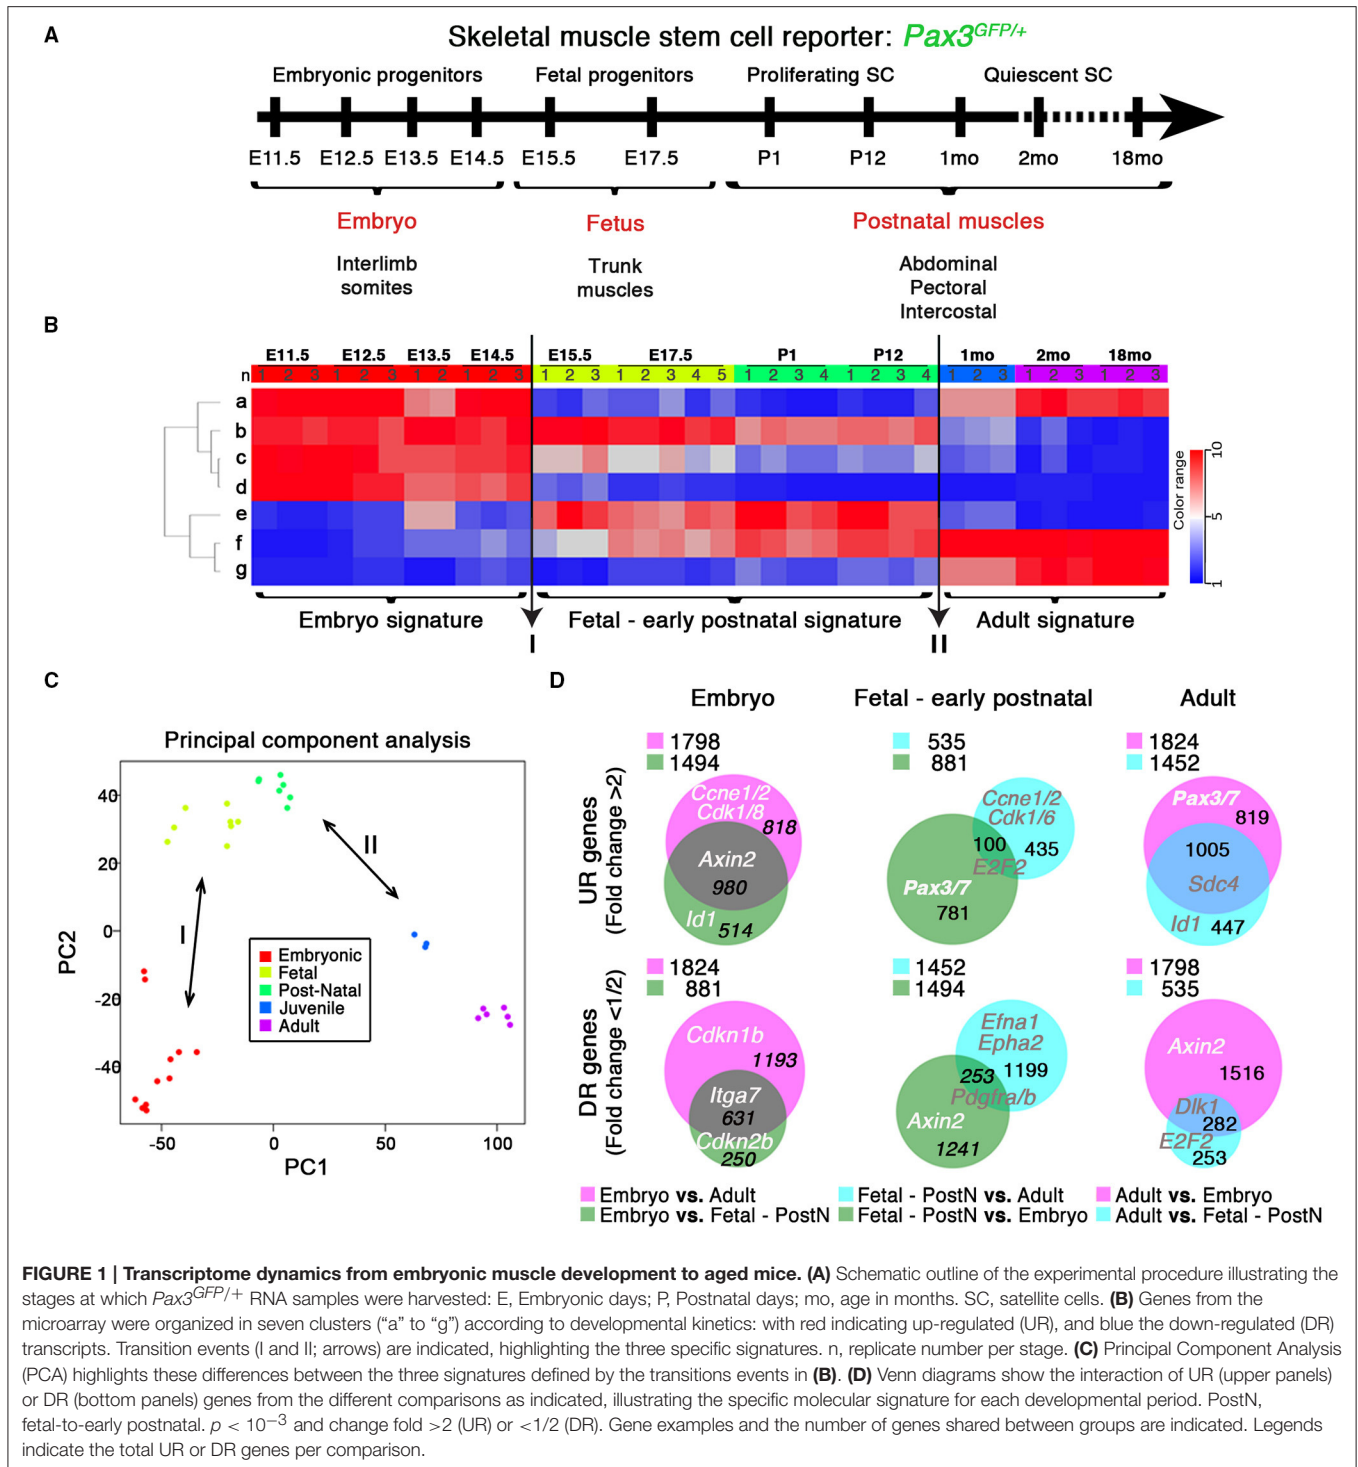 A
Skeletal muscle stem cell reporter: Pax3GFP/+
Embryonic progenitors Fetal progenitors Proliferating SC Quiescent SC
E11.5 E12.5 E13.5 E14.5 E15.5 E17.5 P1 P12 1mo 2mo 18mo
Embryo Fetus Postnatal muscles
Interlimb
somites
Trunk
muscles
Abdominal
Pectoral
Intercostal
B
E11.5 E12.5 E13.5 E14.5 E15.5 E17.5 P1 P12 1mo 2mo 18mo
n 1 2 3 1 2 3 1 2 1 2 3 1 2 3 1 2 3 4 5 1 2 3 4 1 2 3 4 1 2 3 1 2 3 1 2 3
a
b
c
d
e
f
g
Color range
10
5
1
Embryo signature Fetal - early postnatal signature Adult signature
I II
C
Principal component analysis
PC2
40
20
0
-20
-40
-50 0 50 100
PC1
I
II
Embryonic
Fetal
Post-Natal
Juvenile
Adult
D
Embryo Fetal - early postnatal Adult
UR genes
(Fold change >2)
1798
1494
Ccne1/2
Cdk1/8
818
Axin2
980
Id1
514
535
881
Ccne1/2
Cdk1/6
100 435
E2F2
Pax3/7
781
1824
1452
Pax3/7
819
1005
Sdc4
Id1 447
DR genes
(Fold change <1/2)
1824
881
Cdkn1b
1193
Itga7
631
Cdkn2b
250
1452
1494
Efna1
Epha2
253 1199
Pdgfra/b
Axin2
1241
1798
535
Axin2
1516
Dlk1
282
E2F2
253
Embryo vs. Adult
Embryo vs. Fetal - PostN
Fetal - PostN vs. Adult
Fetal - PostN vs. Embryo
Adult vs. Embryo
Adult vs. Fetal - PostN
FIGURE 1 | Transcriptome dynamics from embryonic muscle development to aged mice. (A) Schematic outline of the experimental procedure illustrating the
stages at which Pax3GFP/+ RNA samples were harvested: E, Embryonic days; P, Postnatal days; mo, age in months. SC, satellite cells. (B) Genes from the
microarray were organized in seven clusters ("a" to "g") according to developmental kinetics: with red indicating up-regulated (UR), and blue the down-regulated (DR)
transcripts. Transition events (I and II; arrows) are indicated, highlighting the three specific signatures. n, replicate number per stage. (C) Principal Component Analysis
(PCA) highlights these differences between the three signatures defined by the transitions events in (B). (D) Venn diagrams show the interaction of UR (upper panels)
or DR (bottom panels) genes from the different comparisons as indicated, illustrating the specific molecular signature for each developmental period. PostN,
fetal-to-early postnatal. p < 10−3 and change fold >2 (UR) or <1/2 (DR). Gene examples and the number of genes shared between groups are indicated. Legends
indicate the total UR or DR genes per comparison.